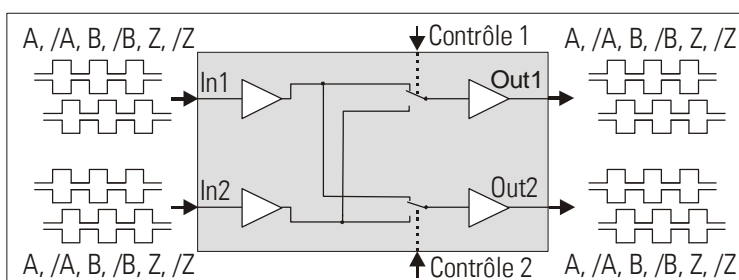 A, /A, B, /B, Z, /Z
Contrôle 1
A, /A, B, /B, Z, /Z
In1
Out1
In2
Out2
A, /A, B, /B, Z, /Z
Contrôle 2
A, /A, B, /B, Z, /Z